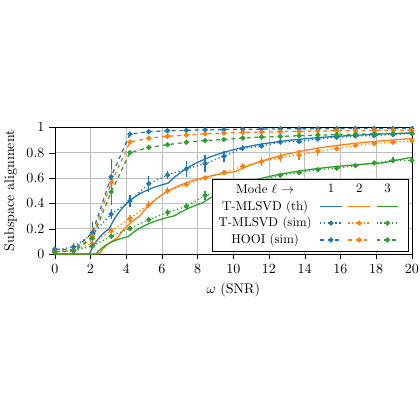 Subspace alignment
1
0.8
0.6
0.4
0.2
0
0 2 4 6 8 10 12 14 16 18 20
ω (SNR)
Mode ℓ → 1 2 3
T-MLSVD (th)
T-MLSVD (sim)
HOOI (sim)